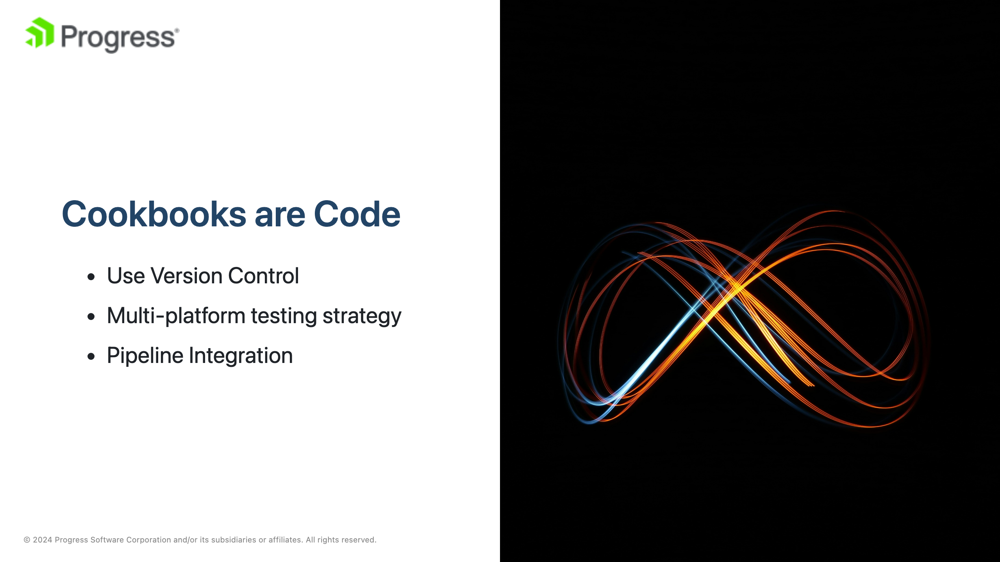 Progress®
Cookbooks are Code
• Use Version Control
• Multi-platform testing strategy
• Pipeline Integration
© 2024 Progress Software Corporation and/or its subsidiaries or affiliates. All rights reserved.